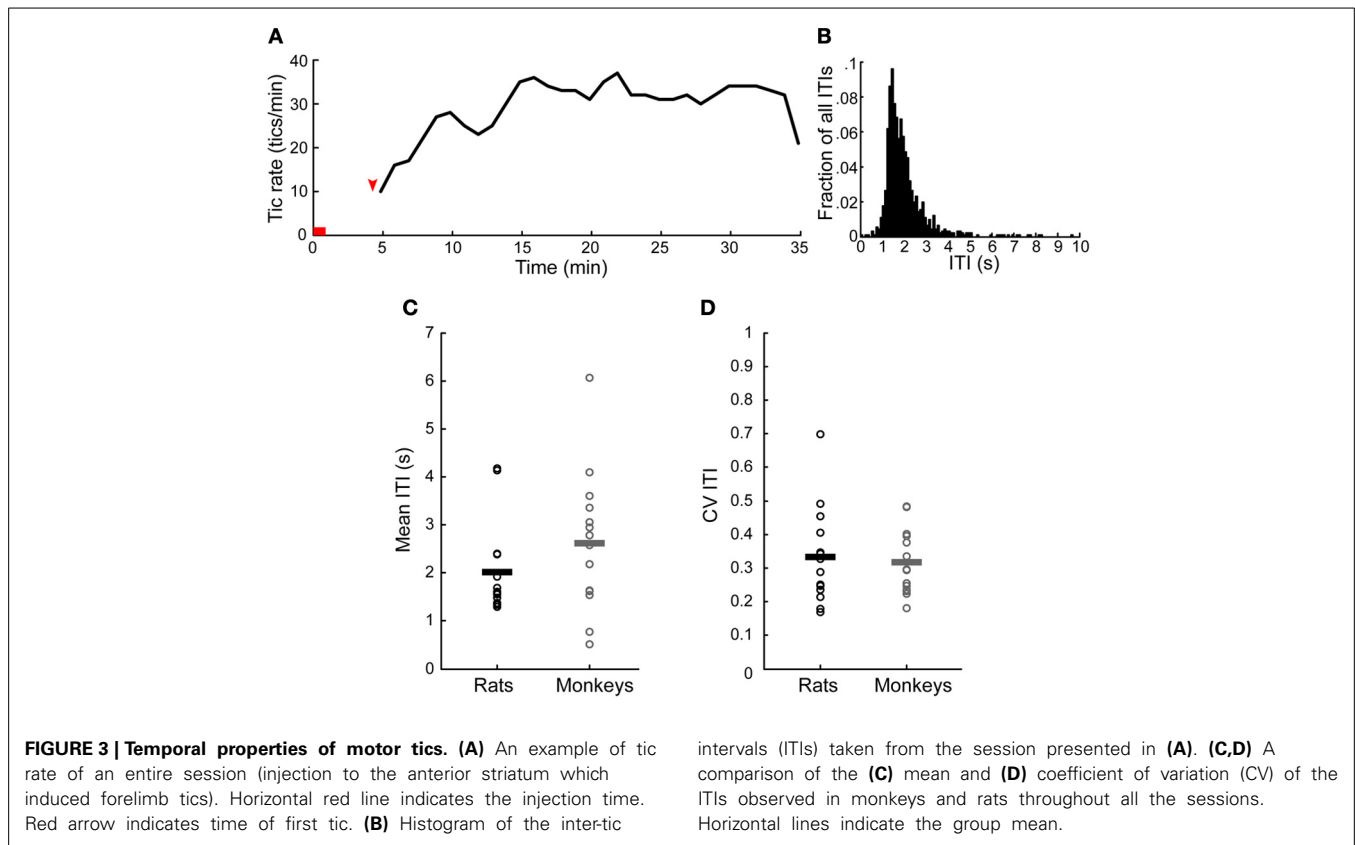 A
40
30
20
10
0
Tic rate (tics/min)
0 5 10 15 20 25 30 35
Time (min)
B
.1
.08
.06
.04
.02
0
Fraction of all ITIs
0 1 2 3 4 5 6 7 8 9 10
ITI (s)
C
7
6
5
4
3
2
1
0
Mean ITI (s)
Rats Monkeys
D
1
0.9
0.8
0.7
0.6
0.5
0.4
0.3
0.2
0.1
0
CV ITI
Rats Monkeys
FIGURE 3 | Temporal properties of motor tics. (A) An example of tic
rate of an entire session (injection to the anterior striatum which
induced forelimb tics). Horizontal red line indicates the injection time.
Red arrow indicates time of first tic. (B) Histogram of the inter-tic
intervals (ITIs) taken from the session presented in (A). (C,D) A
comparison of the (C) mean and (D) coefficient of variation (CV) of the
ITIs observed in monkeys and rats throughout all the sessions.
Horizontal lines indicate the group mean.